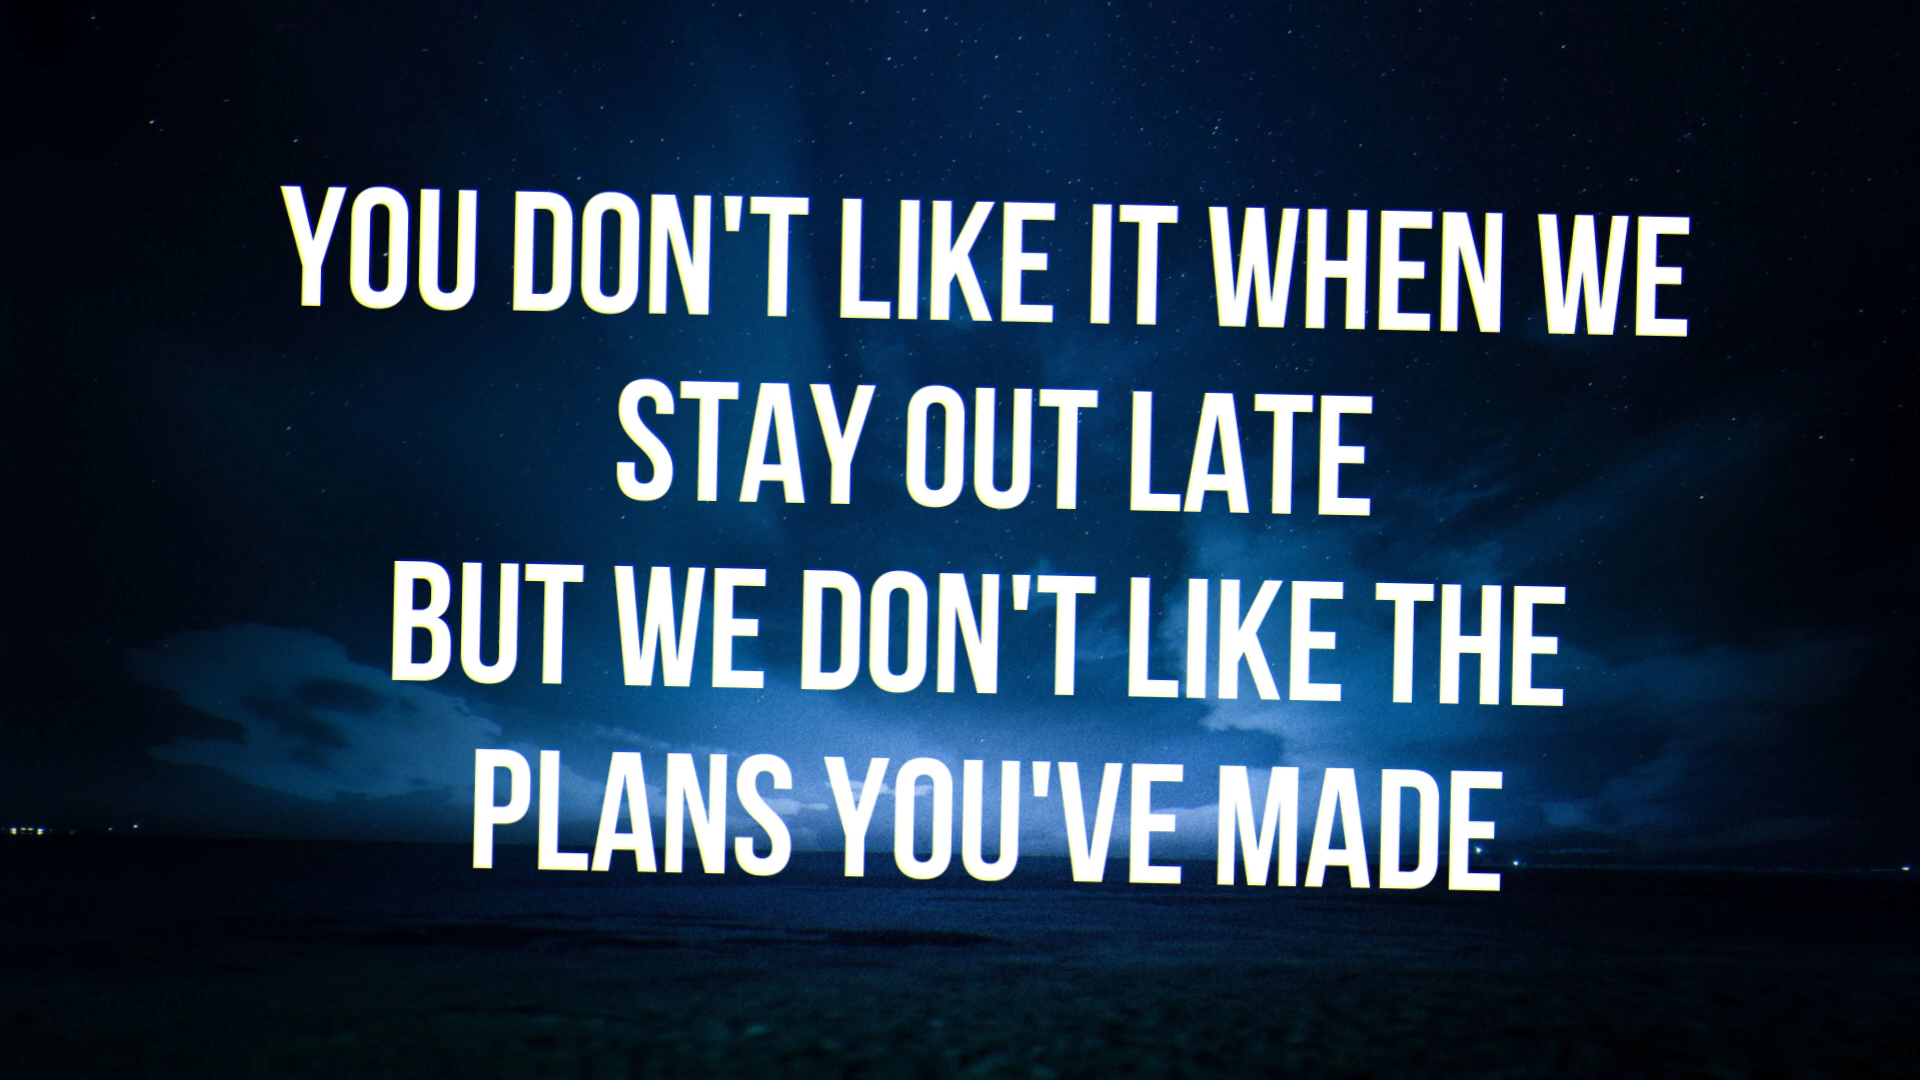 YOU DON'T LIKE IT WHEN WE
STAY OUT LATE
BUT WE DON'T LIKE THE
PLANS YOU'VE MADE